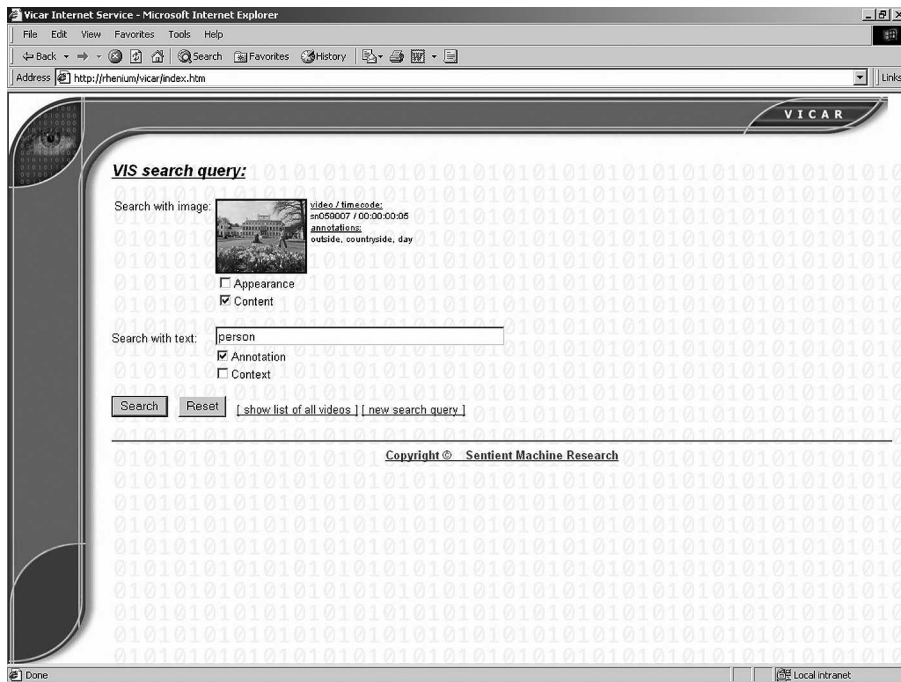 Vicar Internet Service - Microsoft Internet Explorer
File Edit View Favorites Tools Help
Back Search Favorites History
Address http://rhenium/vicar/index.htm Links
VICAR
VIS search query:
Search with image:
video / timecode:
sn059007 / 00:00:00:05
annotations:
outside, countryside, day
Appearance
Content
Search with text: person
Annotation
Context
Search Reset [ show list of all videos ] [ new search query ]
Copyright © Sentient Machine Research
Done Local intranet